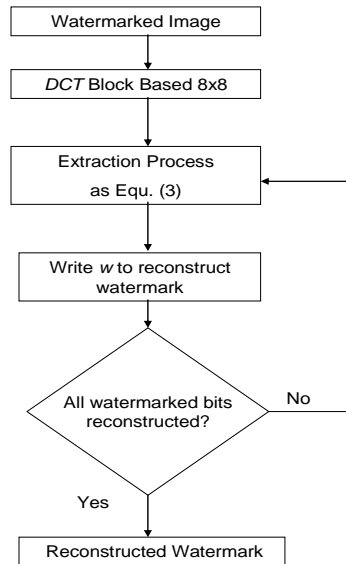 Watermarked Image
DCT Block Based 8x8
Extraction Process
as Equ. (3)
Write w to reconstruct
watermark
All watermarked bits
reconstructed?
No
Yes
Reconstructed Watermark